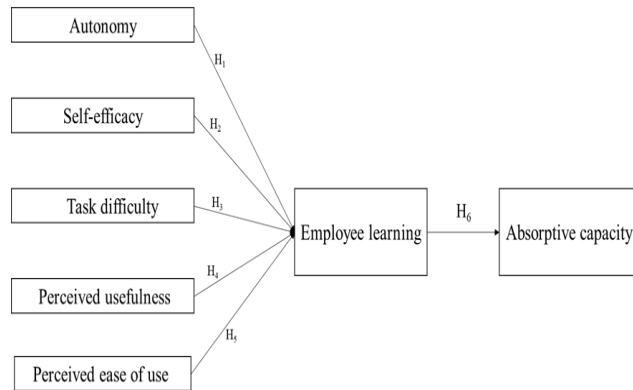 Autonomy
H₁
Self-efficacy
H₂
Task difficulty
H₃
Employee learning
H₆
Absorptive capacity
H₄
Perceived usefulness
H₅
Perceived ease of use